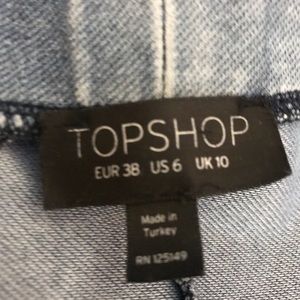 TOPSHOP
EUR 38 US 6 UK 10
Made in
Turkey
RN 125149